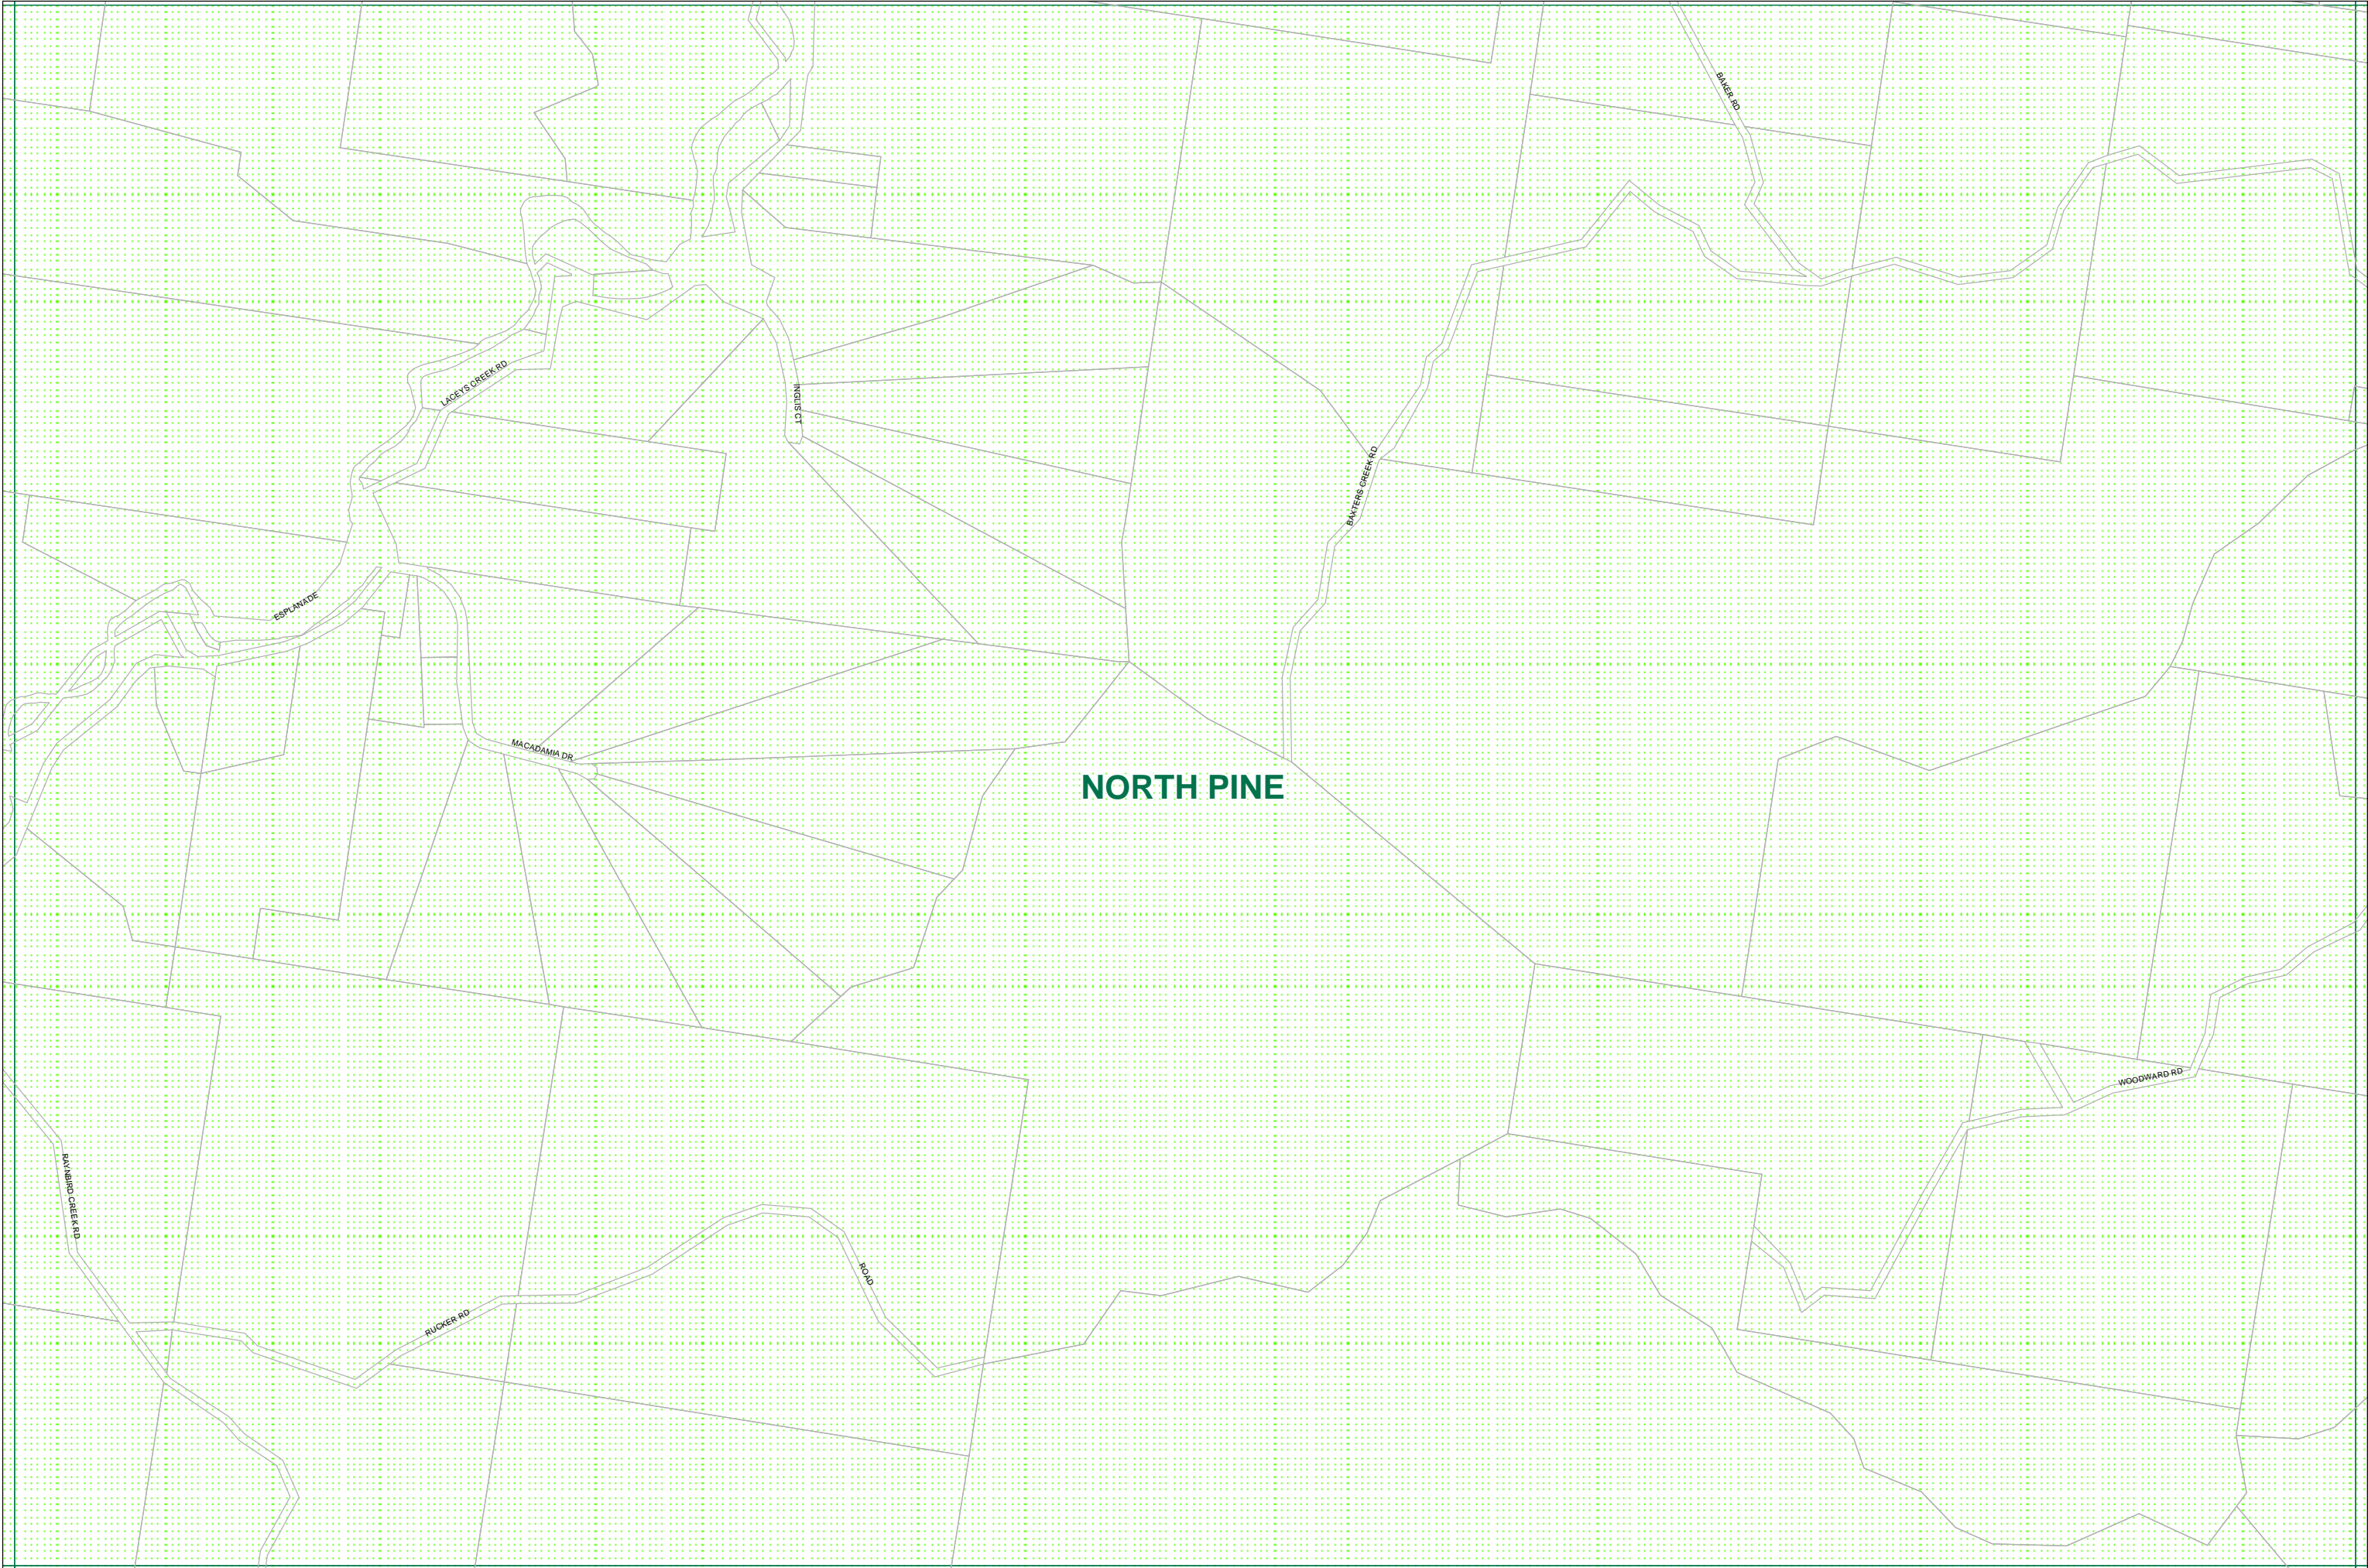 BAKER RD
LACEYS CREEK RD
INGLIS CT
BAXTERS CREEK RD
ESPLANADE
MACADAMIA DR
NORTH PINE
WOODWARD RD
RAYNBIRD CREEK RD
ROAD
RUCKER RD